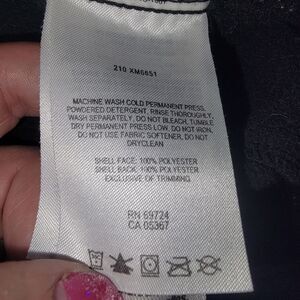 210 XM6651
MACHINE WASH COLD PERMANENT PRESS,
POWDERED DETERGENT, RINSE THOROUGHLY,
WASH SEPARATELY, DO NOT BLEACH, TUMBLE
DRY PERMANENT PRESS LOW, DO NOT IRON,
DO NOT USE FABRIC SOFTENER, DO NOT
DRYCLEAN
SHELL FACE: 100% POLYESTER
SHELL BACK: 100% POLYESTER
EXCLUSIVE OF TRIMMING
RN 69724
CA 05367